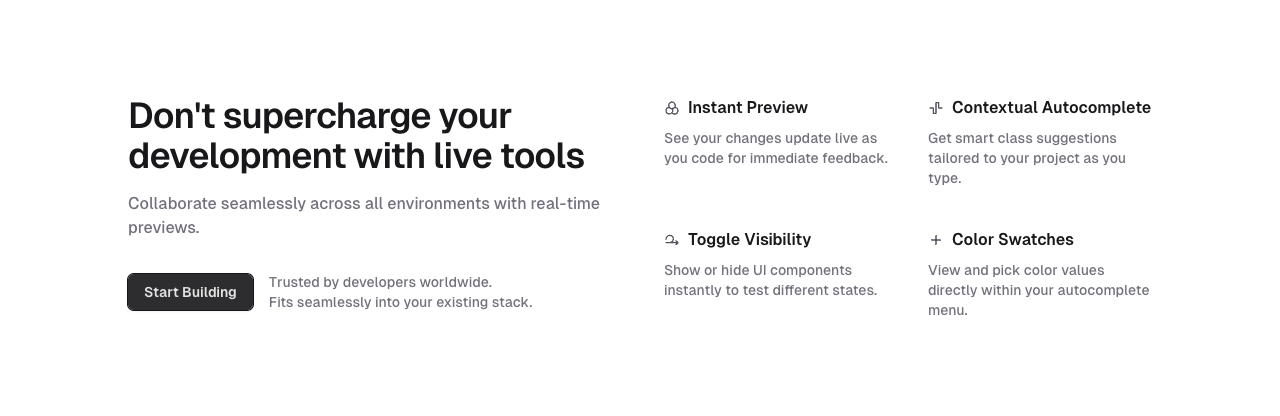 Don't supercharge your
development with live tools
Collaborate seamlessly across all environments with real-time
previews.
Start Building
Trusted by developers worldwide.
Fits seamlessly into your existing stack.
Instant Preview
See your changes update live as
you code for immediate feedback.
Contextual Autocomplete
Get smart class suggestions
tailored to your project as you
type.
Toggle Visibility
Show or hide UI components
instantly to test different states.
Color Swatches
View and pick color values
directly within your autocomplete
menu.